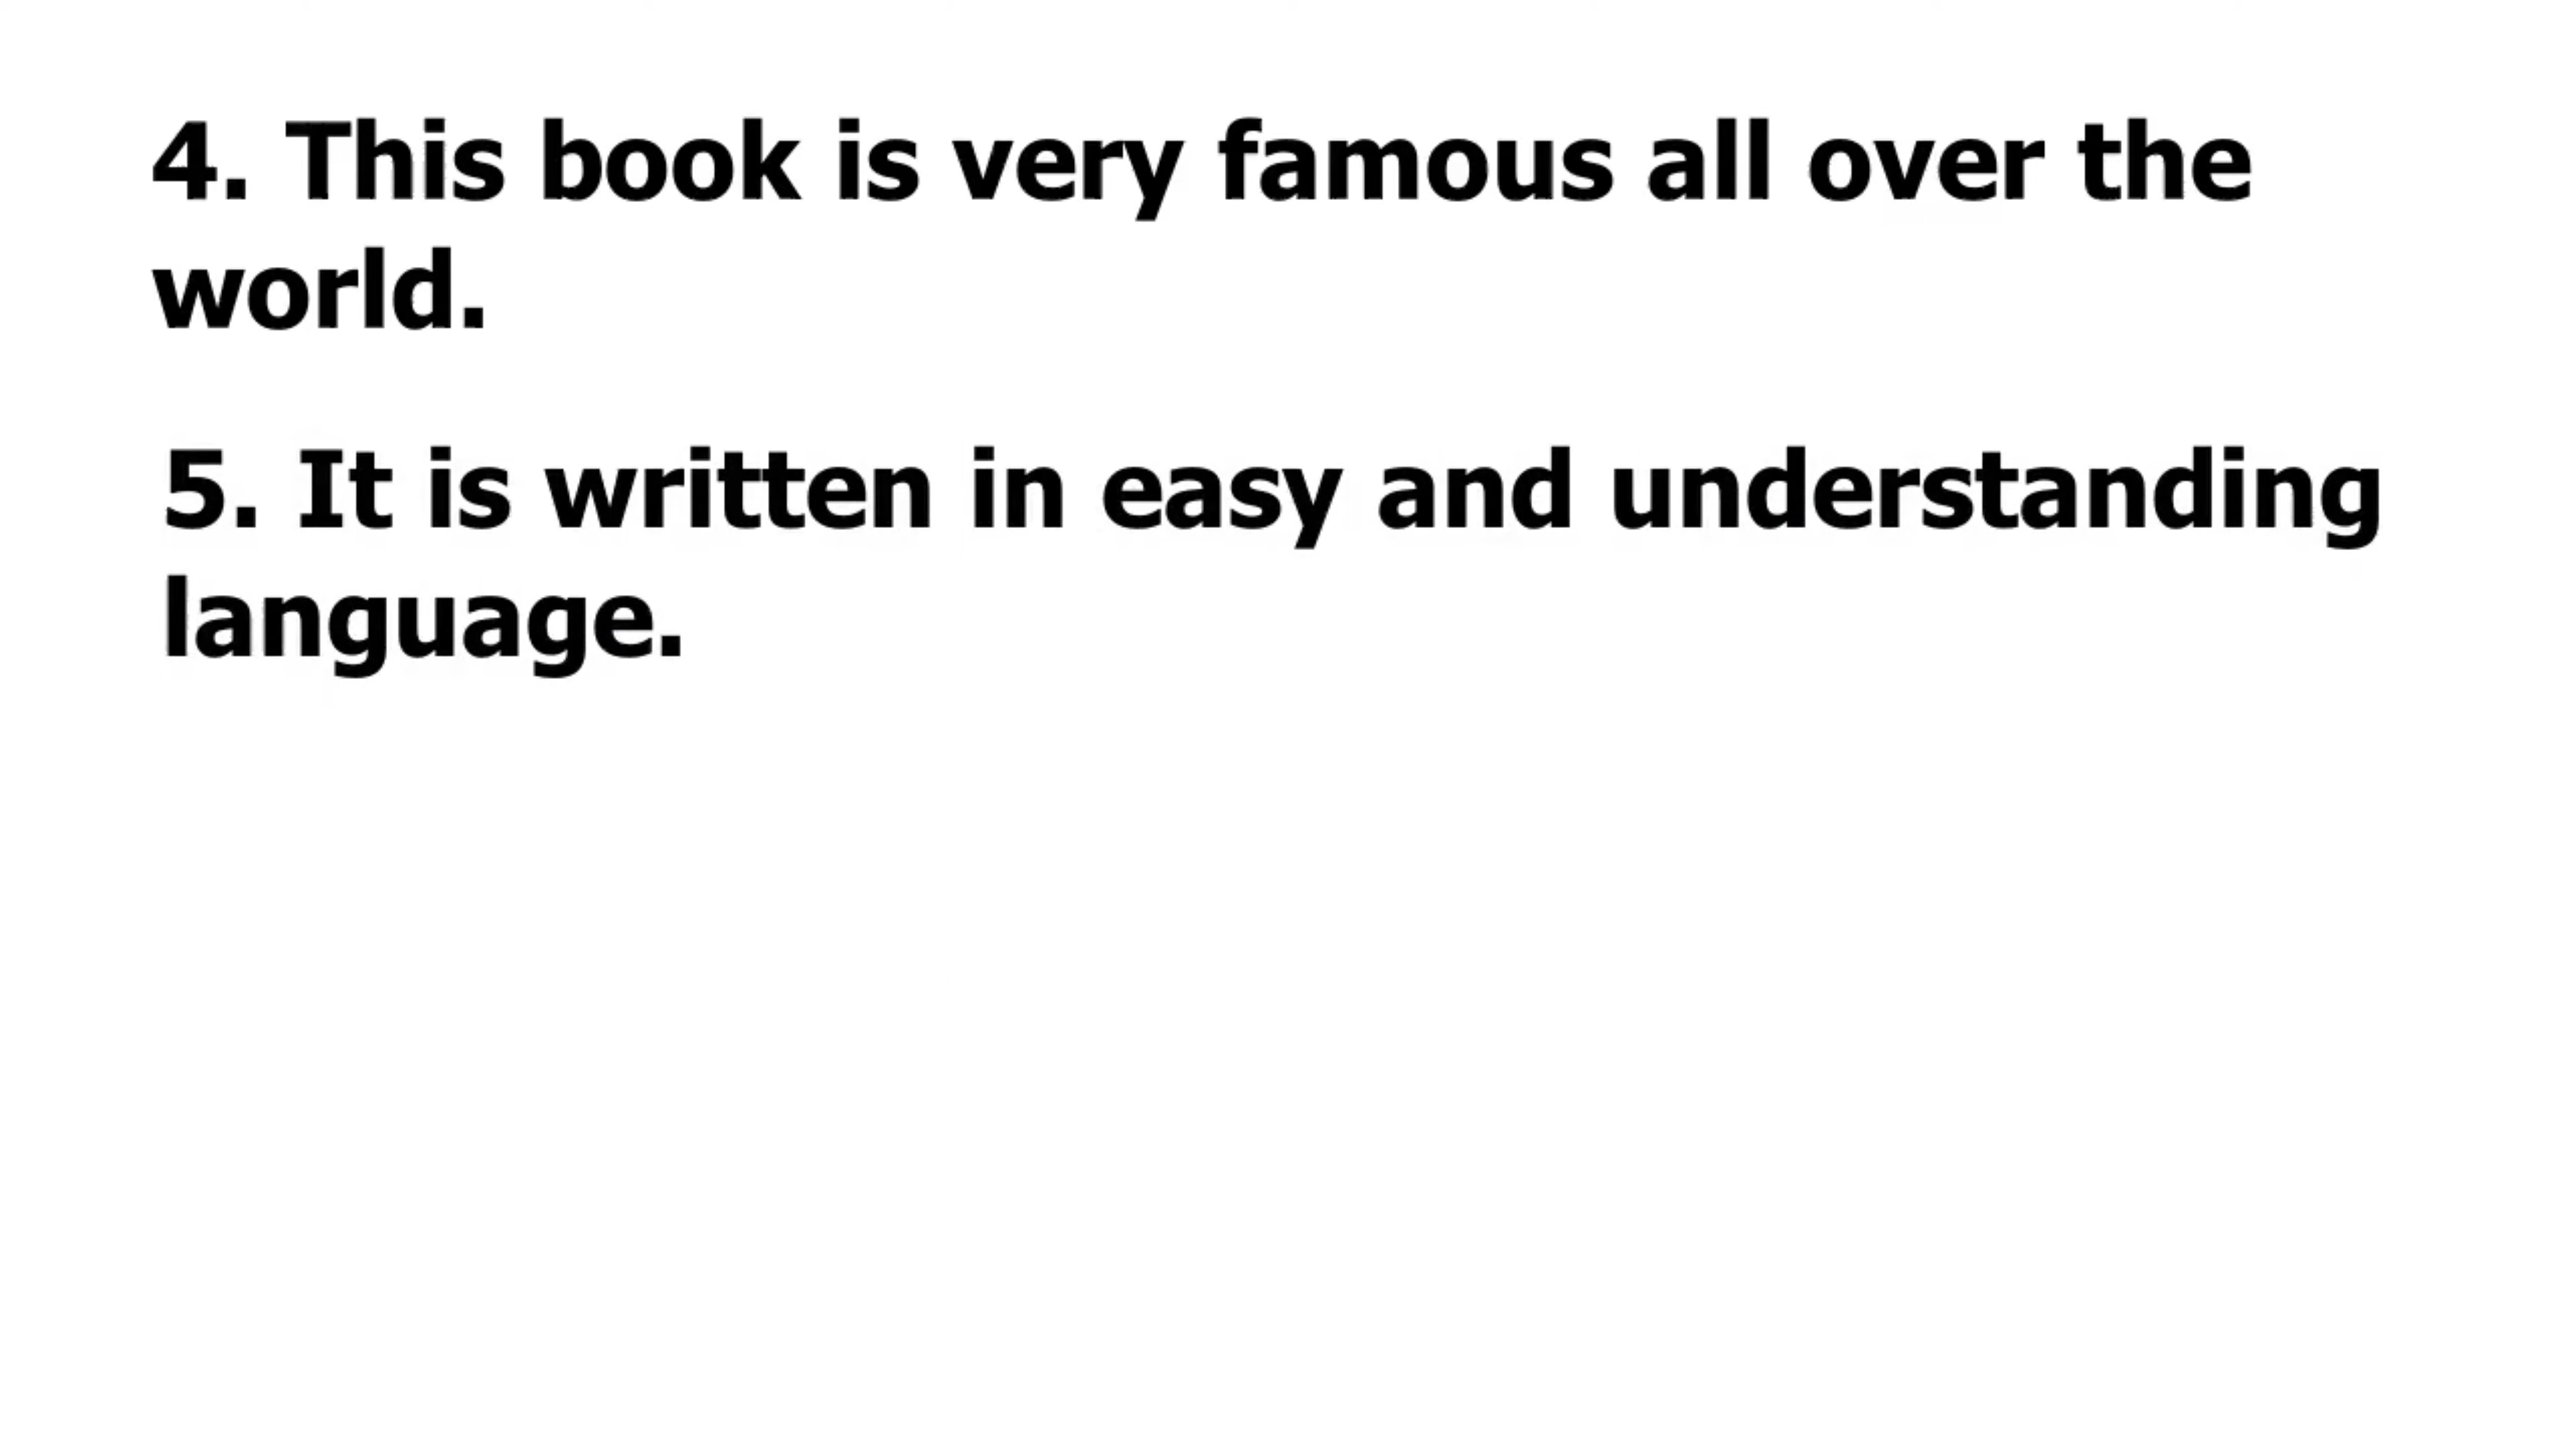 4. This book is very famous all over the
world.
5. It is written in easy and understanding
language.